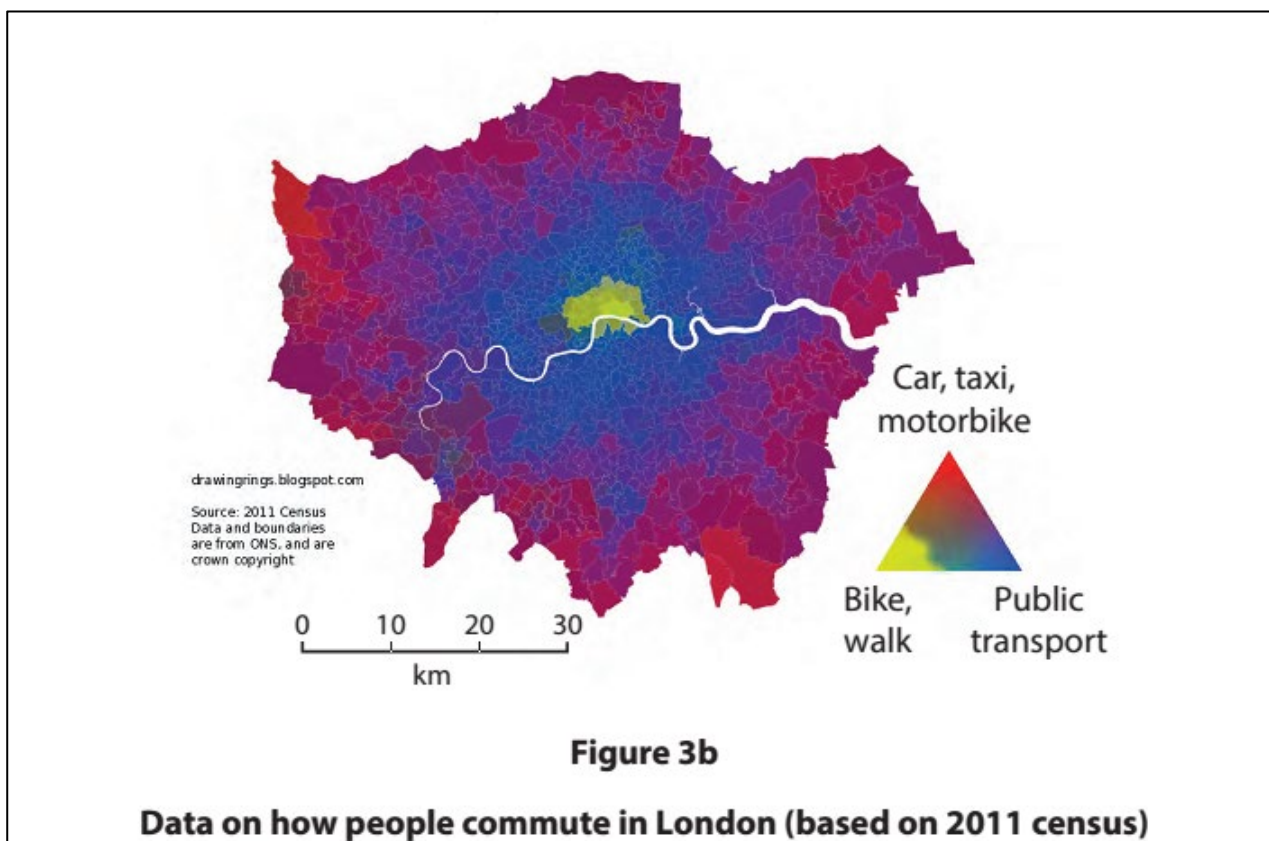 Car, taxi,
motorbike
drawingrings.blogspot.com
Source: 2011 Census
Data and boundaries
are from ONS, and are
crown copyright
Bike,
walk
Public
transport
0 10 20 30
km
Figure 3b
Data on how people commute in London (based on 2011 census)